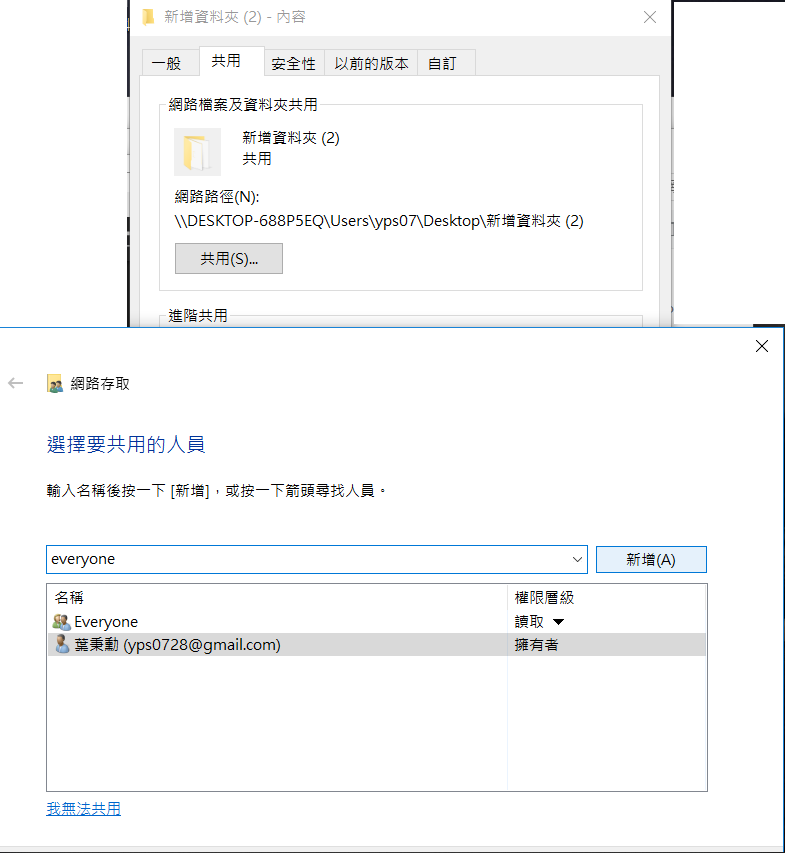 新增資料夾 (2) - 內容
一般 共用 安全性 以前的版本 自訂
網路檔案及資料夾共用
新增資料夾 (2)
共用
網路路徑(N):
\\DESKTOP-688P5EQ\Users\yps07\Desktop\新增資料夾 (2)
共用(S)...
進階共用
網路存取
選擇要共用的人員
輸入名稱後按一下 [新增]，或按一下箭頭尋找人員。
everyone 新增(A)
名稱 權限層級
Everyone 讀取
葉秉勳 (yps0728@gmail.com) 擁有者
我無法共用